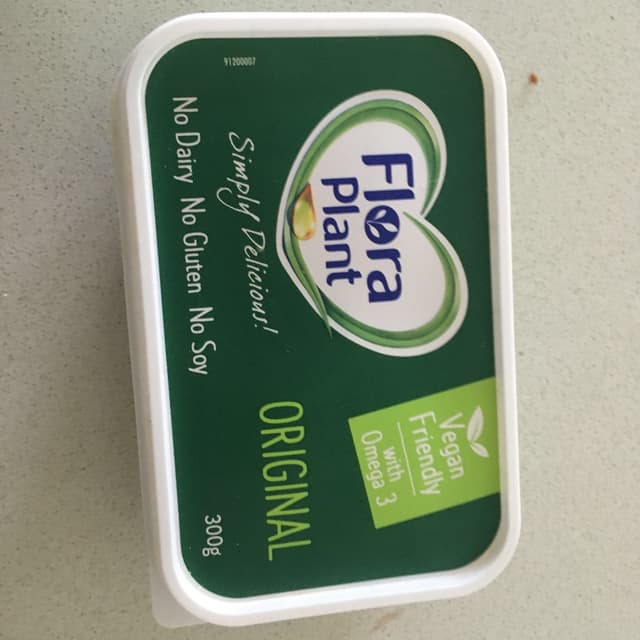 Flora
Plant
Vegan
Friendly
with
Omega 3
Simply Delicious!
ORIGINAL
No Dairy No Gluten No Soy
300g
91200007